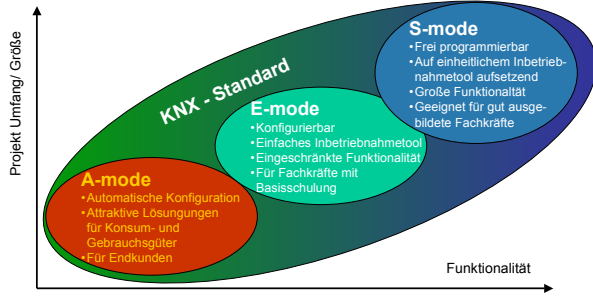 S-mode
•Frei programmierbar
•Auf einheitlichem Inbetrieb-
nahmetool aufsetzend
•Große Funktionaltät
•Geeignet für gut ausge-
bildete Fachkräfte
KNX - Standard
E-mode
•Konfigurierbar
•Einfaches Inbetriebnahmetool
•Eingeschränkte Funktionalität
•Für Fachkräfte mit
Basisschulung
A-mode
•Automatische Konfiguration
•Attraktive Lösungungen
für Konsum- und
Gebrauchsgüter
•Für Endkunden
Projekt Umfang/ Größe
Funktionalität